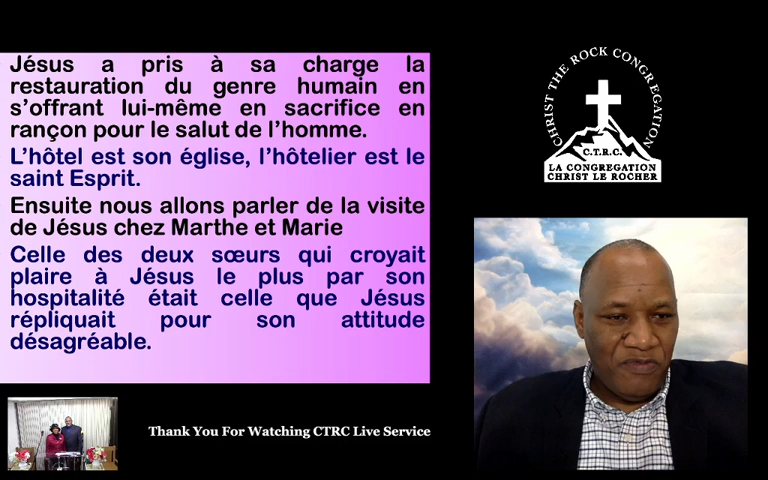 Jésus a pris à sa charge la
restauration du genre humain en
s’offrant lui-même en sacrifice en
rançon pour le salut de l’homme.
L’hôtel est son église, l’hôtelier est le
saint Esprit.
Ensuite nous allons parler de la visite
de Jésus chez Marthe et Marie
Celle des deux sœurs qui croyait
plaire à Jésus le plus par son
hospitalité était celle que Jésus
répliquait pour son attitude
désagréable.
CHRIST THE ROCK CONGREGATION
C.T.R.C.
LA CONGREGATION
CHRIST LE ROCHER
Thank You For Watching CTRC Live Service